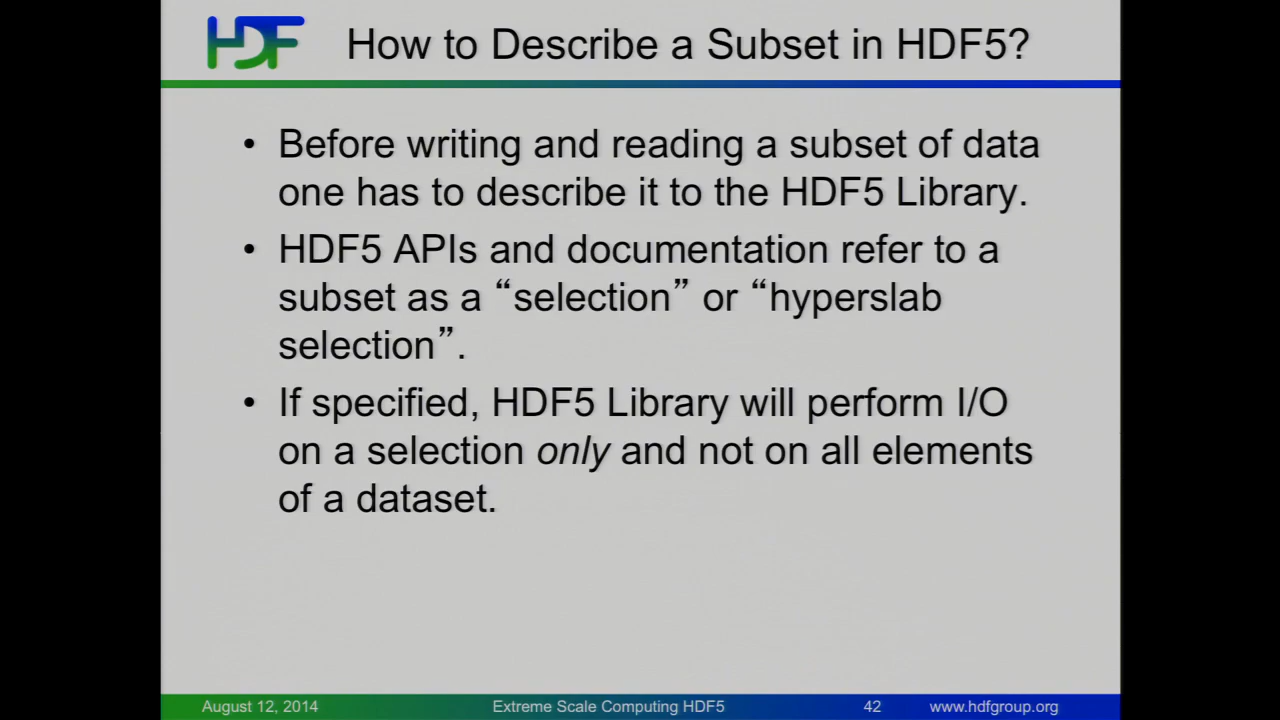 HDF How to Describe a Subset in HDF5?
• Before writing and reading a subset of data
one has to describe it to the HDF5 Library.
• HDF5 APIs and documentation refer to a
subset as a “selection” or “hyperslab
selection”.
• If specified, HDF5 Library will perform I/O
on a selection only and not on all elements
of a dataset.
August 12, 2014 Extreme Scale Computing HDF5 42 www.hdfgroup.org